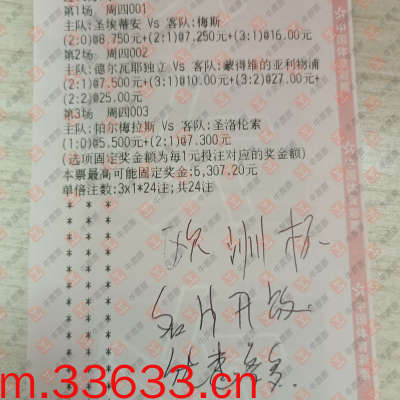 第1场 周四001
主队:圣埃蒂安 Vs 客队:梅斯
(2:0)@8.750元+(2:1)@7.250元+(3:1)@16.00元
第2场 周四002
主队:德尔瓦耶独立 Vs 客队:蒙得维的亚利物浦
(2:1)@7.500元+(3:1)@10.00元+(3:2)@27.00元+
(2:2)@25.00元
第3场 周四003
主队:帕尔梅拉斯 Vs 客队:圣洛伦索
(1:0)@5.500元+(2:1)@7.300元
(选项固定奖金额为每1元投注对应的奖金额)
本票最高可能固定奖金:6,307.20元
单倍注数:3x1*24注;共24注
欧洲杯
名片开放
m.33633.cn